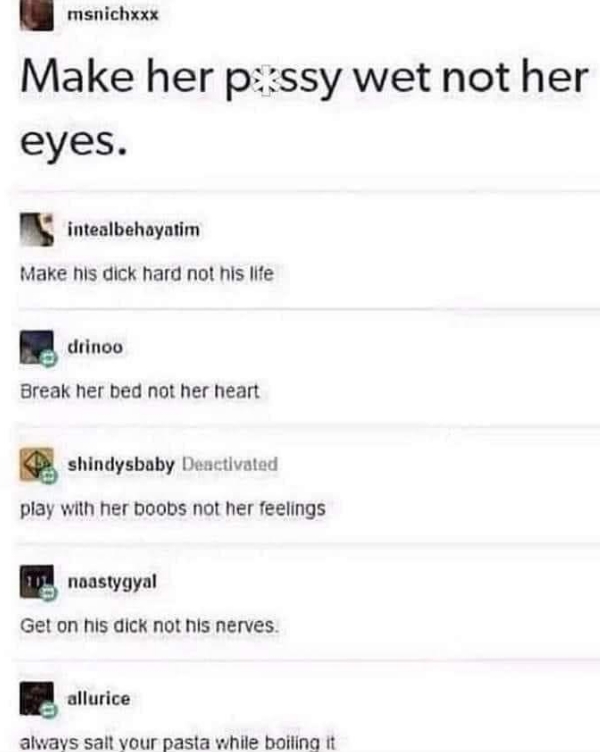 msnichxxx
Make her p*ssy wet not her
eyes.
intealbehayatim
Make his dick hard not his life
drinoo
Break her bed not her heart
shindysbaby Deactivated
play with her boobs not her feelings
naastygyal
Get on his dick not his nerves.
allurice
always salt your pasta while boiling it